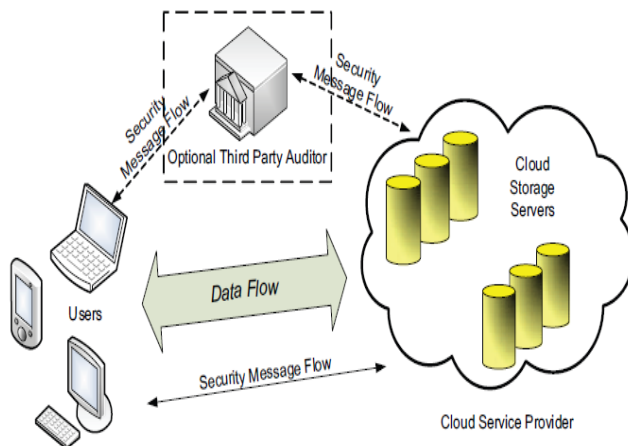 Security
Message Flow
Security
Message Flow
Optional Third Party Auditor
Cloud
Storage
Servers
Users
Data Flow
Security Message Flow
Cloud Service Provider